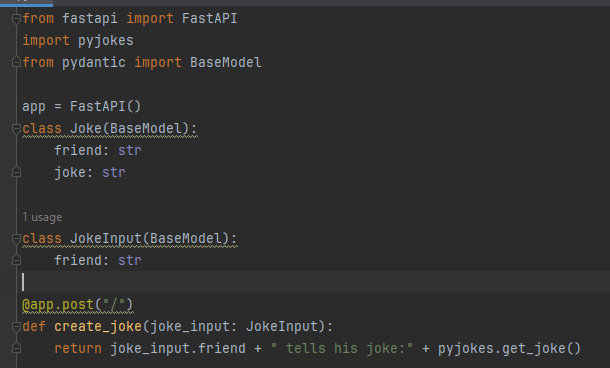 from fastapi import FastAPI
import pyjokes
from pydantic import BaseModel

app = FastAPI()
class Joke(BaseModel):
    friend: str
    joke: str

1 usage
class JokeInput(BaseModel):
    friend: str

@app.post("/")
def create_joke(joke_input: JokeInput):
    return joke_input.friend + " tells his joke:" + pyjokes.get_joke()